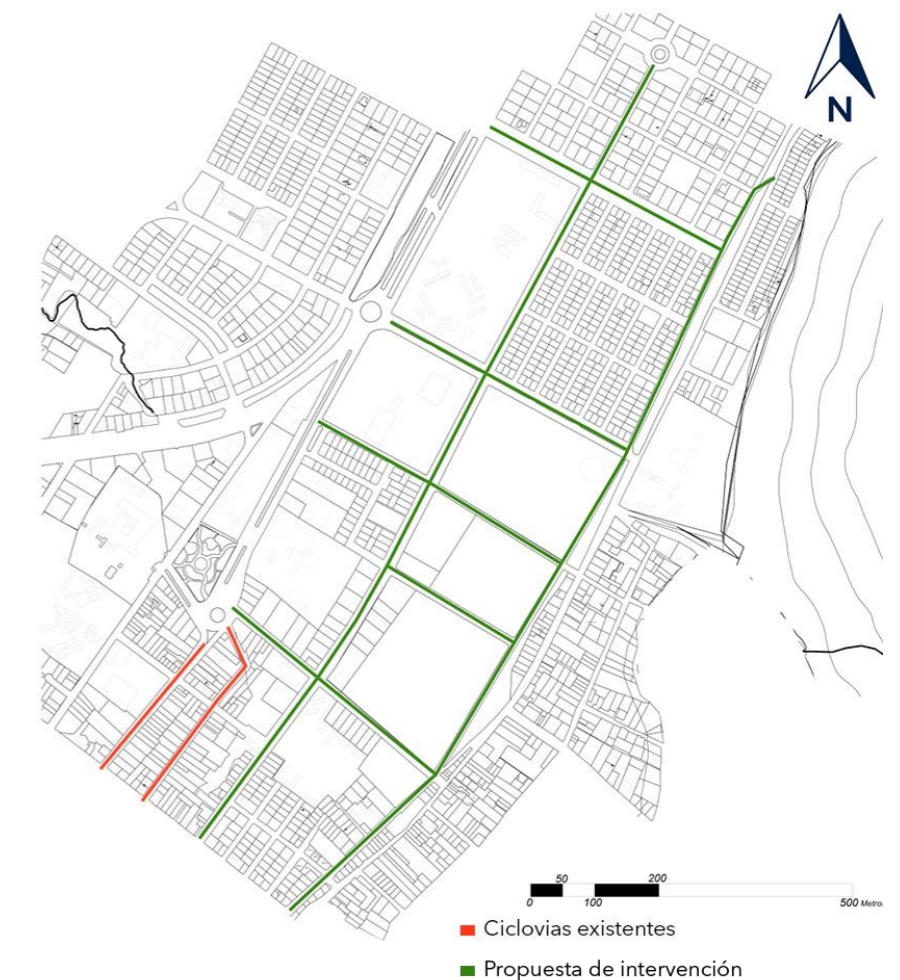 N
50 200
0 100 500 Metros
Ciclovias existentes
Propuesta de intervención